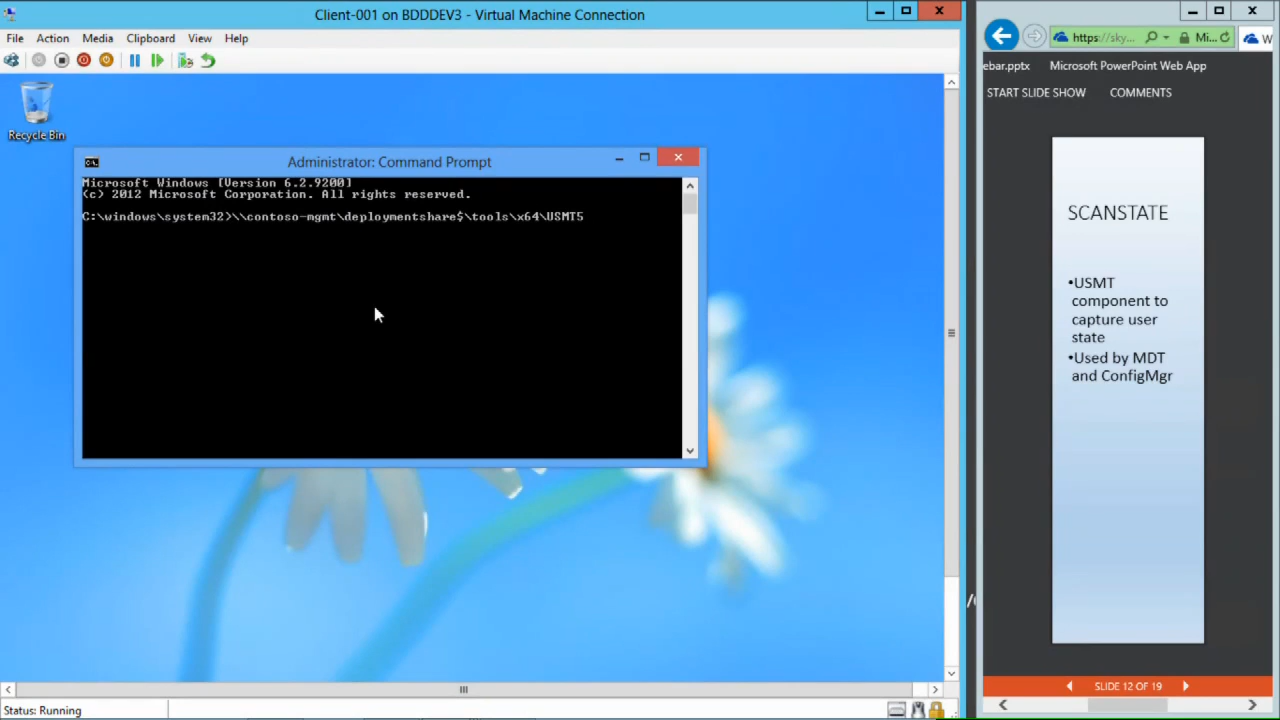 Client-001 on BDDDEV3 - Virtual Machine Connection
File Action Media Clipboard View Help
Recycle Bin
Administrator: Command Prompt
Microsoft Windows [Version 6.2.9200]
(c) 2012 Microsoft Corporation. All rights reserved.
C:\windows\system32>\\contoso-mgmt\deploymentshare$\tools\x64\USMT5
Status: Running
https://sky... Mi... W
ebar.pptx Microsoft PowerPoint Web App
START SLIDE SHOW COMMENTS
SCANSTATE
•USMT
component to
capture user
state
•Used by MDT
and ConfigMgr
SLIDE 12 OF 19